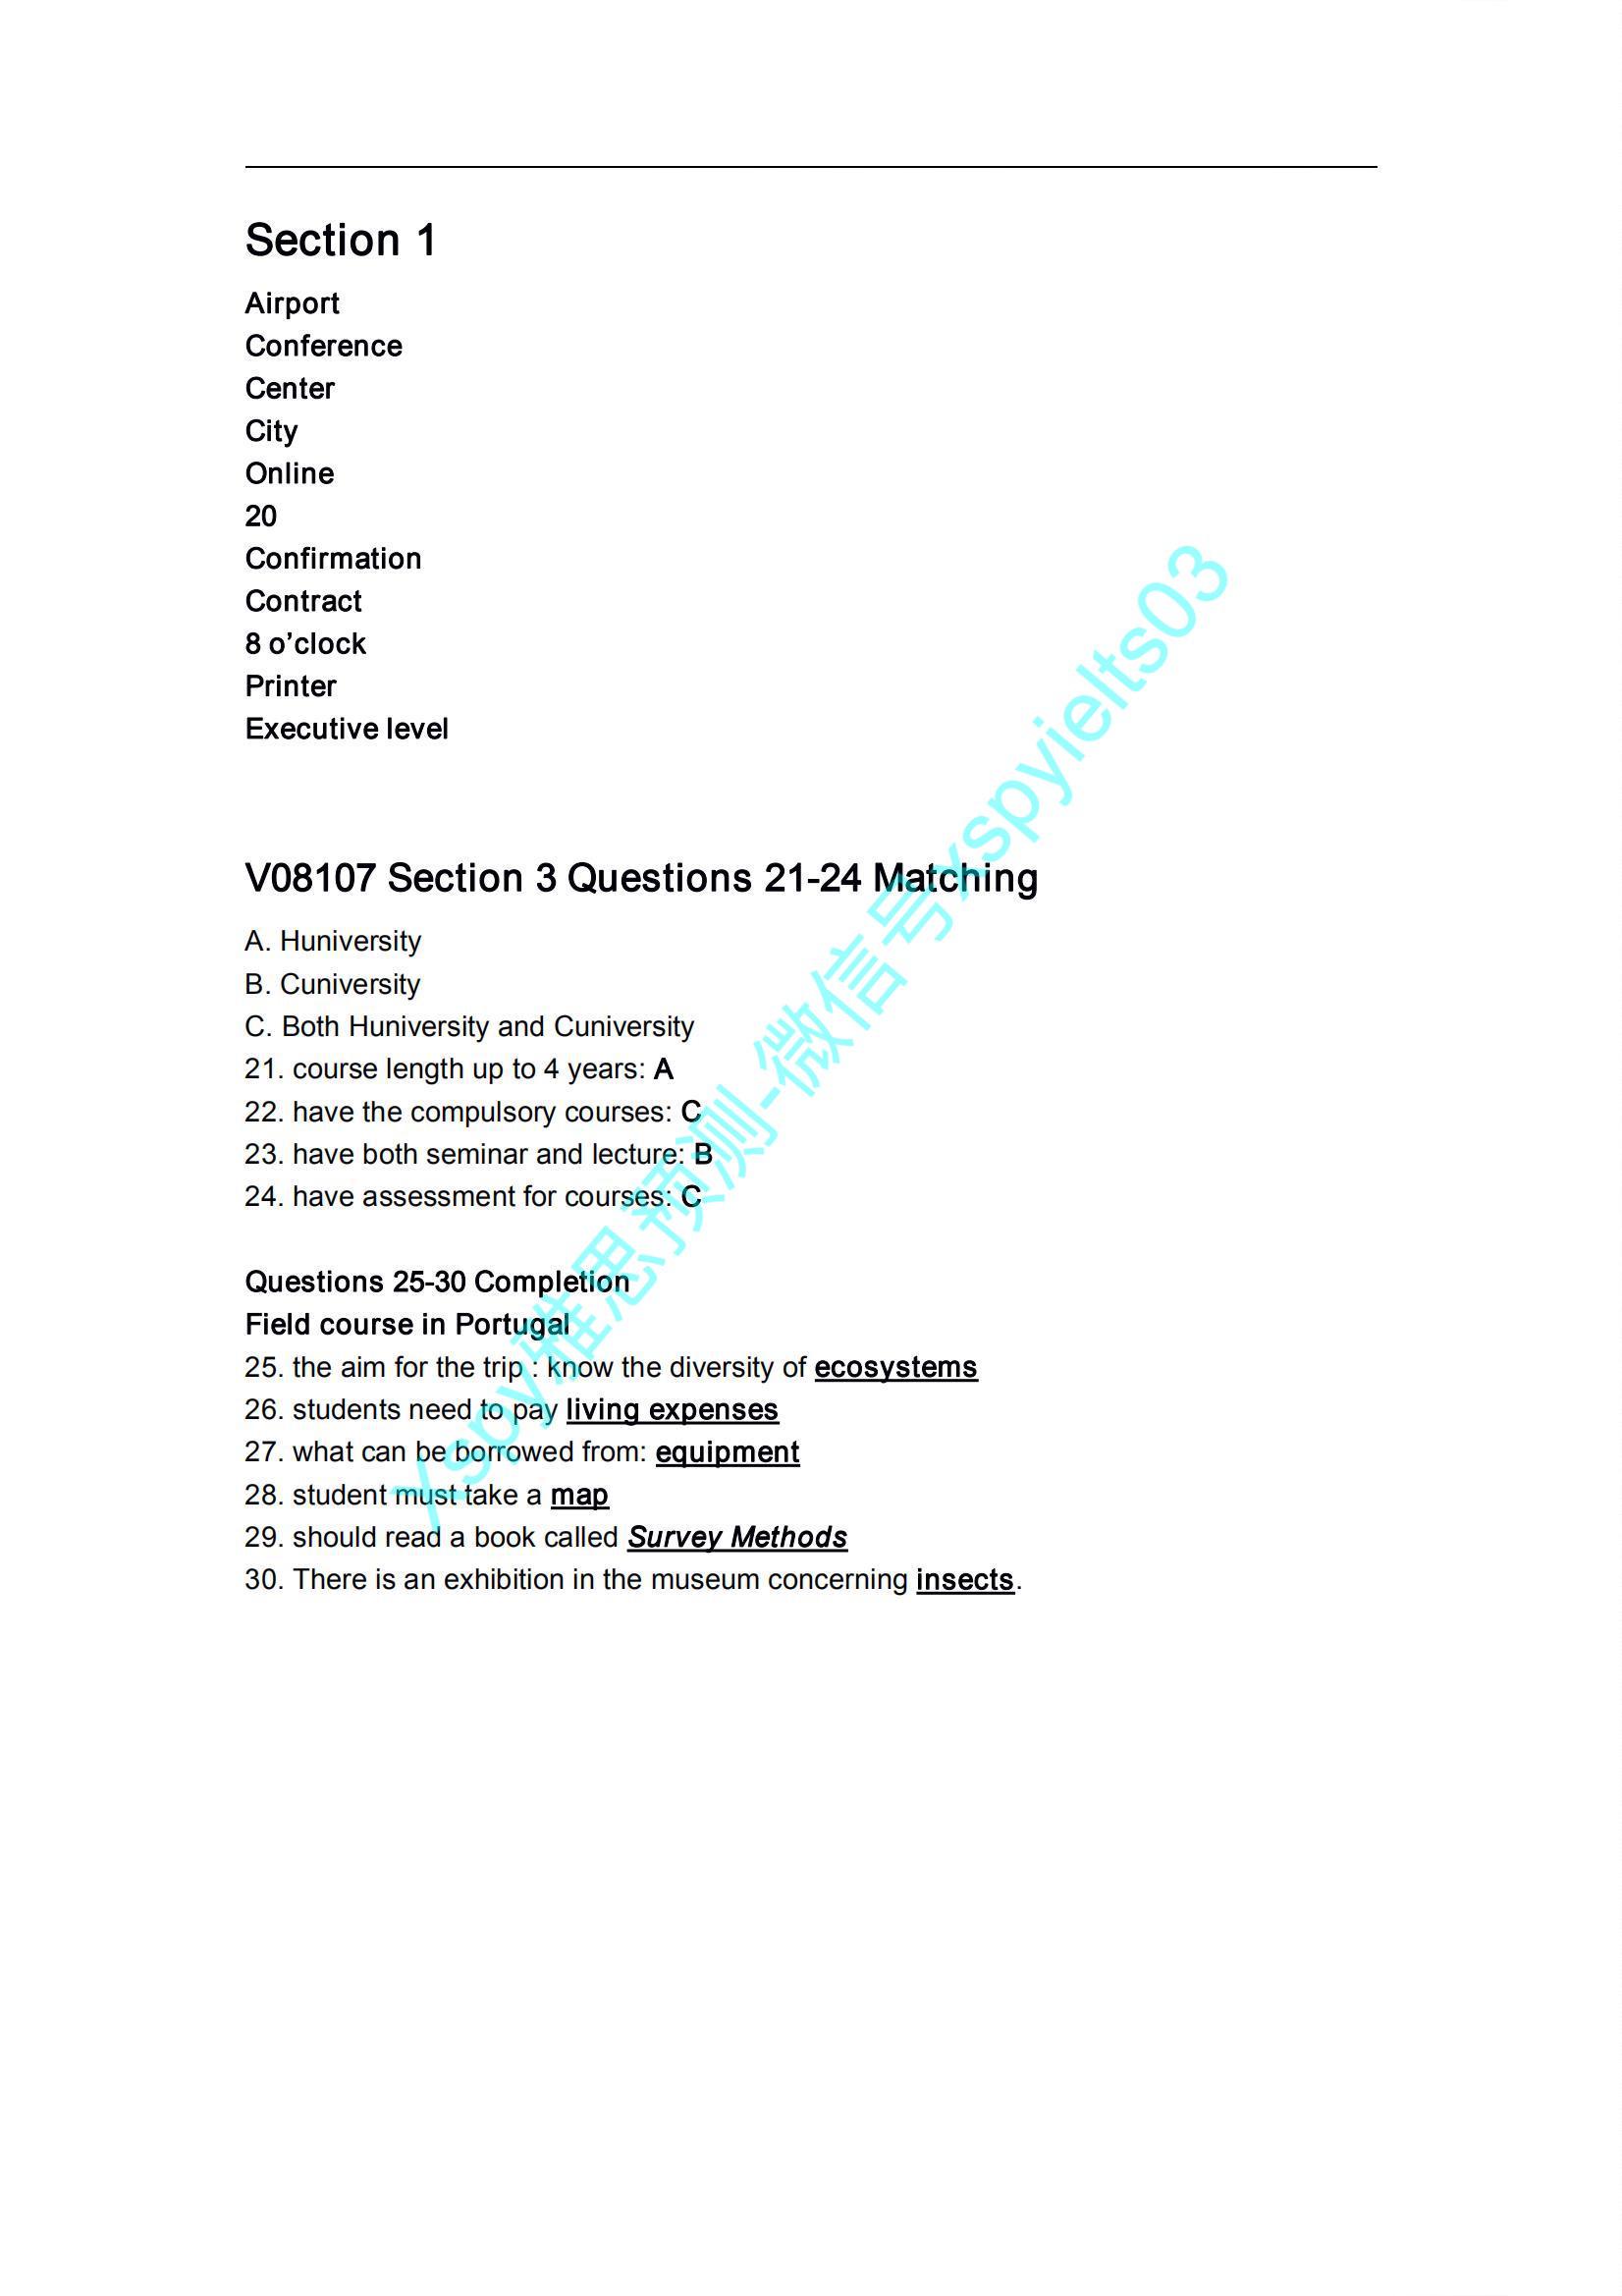 Section 1
Airport
Conference
Center
City
Online
20
Confirmation
Contract
8 o’clock
Printer
Executive level
V08107 Section 3 Questions 21-24 Matching
A. Huniversity
B. Cuniversity
C. Both Huniversity and Cuniversity
21. course length up to 4 years: A
22. have the compulsory courses: C
23. have both seminar and lecture: B
24. have assessment for courses: C
Questions 25-30 Completion
Field course in Portugal
25. the aim for the trip : know the diversity of ecosystems
26. students need to pay living expenses
27. what can be borrowed from: equipment
28. student must take a map
29. should read a book called Survey Methods
30. There is an exhibition in the museum concerning insects.
Xspy雅思预测-微信号xspyielts03